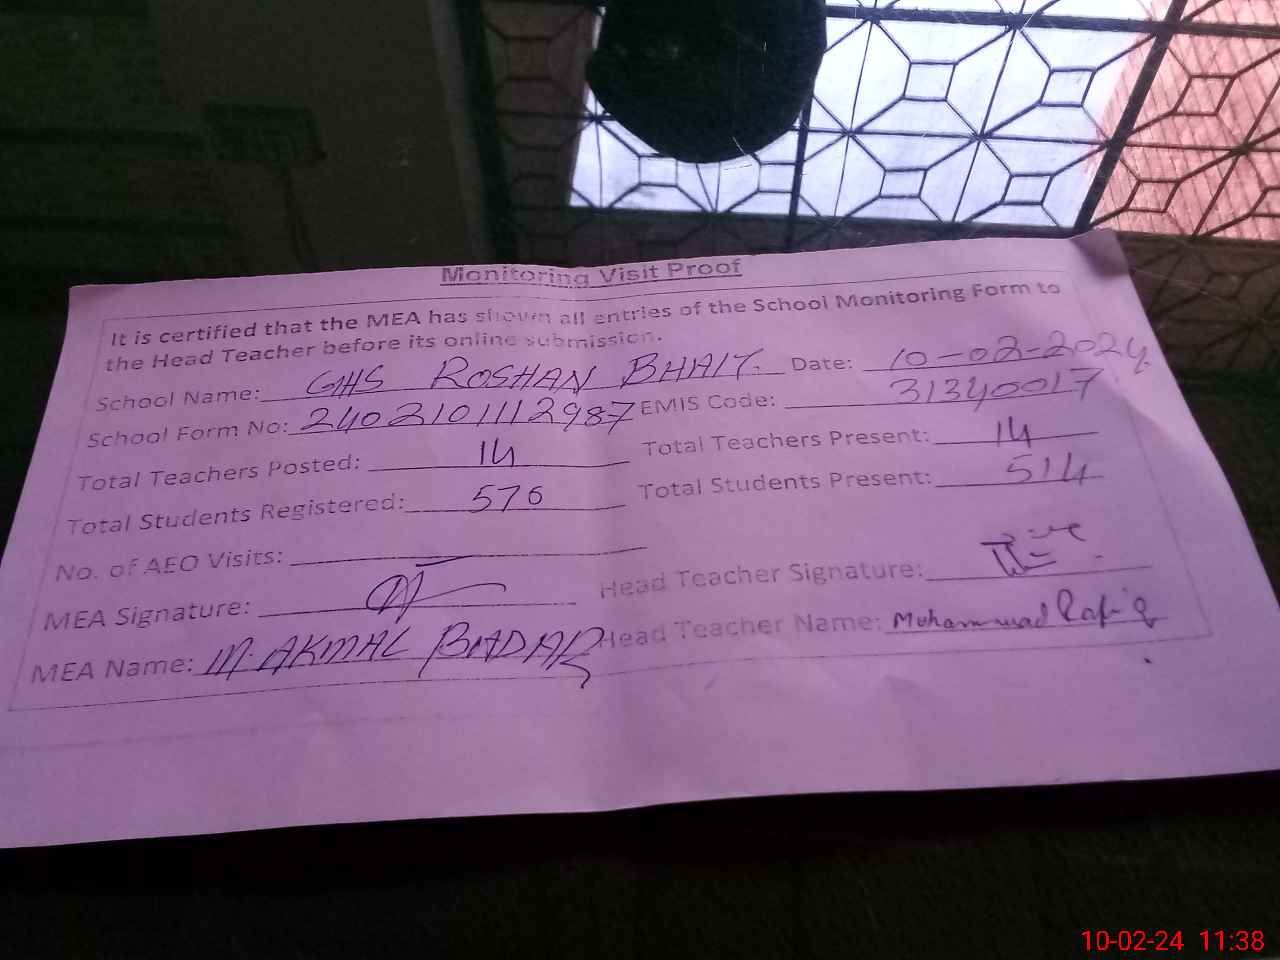 Monitoring Visit Proof
It is certified that the MEA has shown all entries of the School Monitoring Form to
the Head Teacher before its online submission.
School Name: GHS ROSHAN BHAIT. Date: 10-02-2024
School Form No: 2402101112987 EMIS Code: 31340017
Total Teachers Posted: 14 Total Teachers Present: 14
Total Students Registered: 576 Total Students Present: 514
No. of AEO Visits:
MEA Signature: Head Teacher Signature:
MEA Name: M. AKMAL BADAR Head Teacher Name: Muhammad Rafiq
10-02-24 11:38